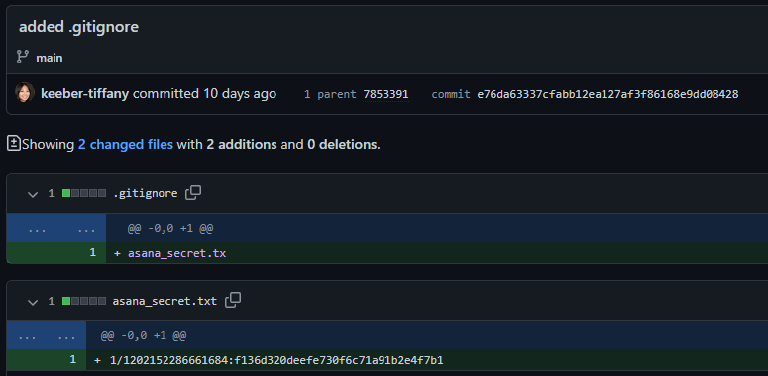 added .gitignore
main
keeber-tiffany committed 10 days ago 1 parent 7853391 commit e76da63337cfabb12ea127af3f86168e9dd08428
Showing 2 changed files with 2 additions and 0 deletions.
1 .gitignore
... ... @@ -0,0 +1 @@
1 + asana_secret.tx
1 asana_secret.txt
... ... @@ -0,0 +1 @@
1 + 1/1202152286661684:f136d320deefe730f6c71a91b2e4f7b1